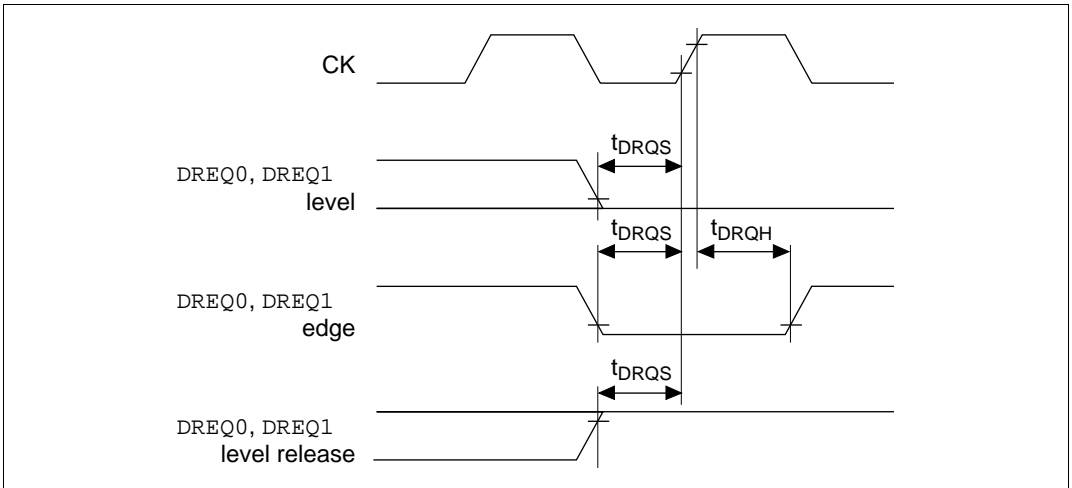 CK
tDRQS
DREQ0, DREQ1
level
tDRQS
tDRQH
DREQ0, DREQ1
edge
tDRQS
DREQ0, DREQ1
level release